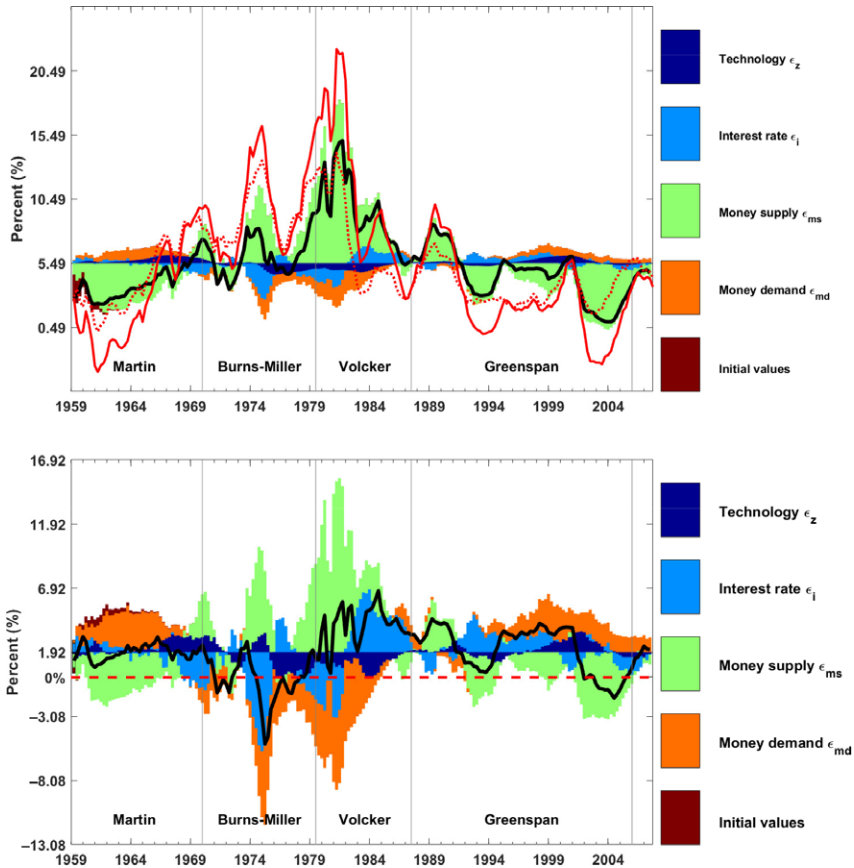 Percent (%)
20.49
15.49
10.49
5.49
0.49
Martin
Burns-Miller
Volcker
Greenspan
1959
1964
1969
1974
1979
1984
1989
1994
1999
2004
Technology ϵz
Interest rate ϵi
Money supply ϵms
Money demand ϵmd
Initial values
Percent (%)
16.92
11.92
6.92
1.92
0%
−3.08
−8.08
−13.08
Martin
Burns-Miller
Volcker
Greenspan
1959
1964
1969
1974
1979
1984
1989
1994
1999
2004
Technology ϵz
Interest rate ϵi
Money supply ϵms
Money demand ϵmd
Initial values